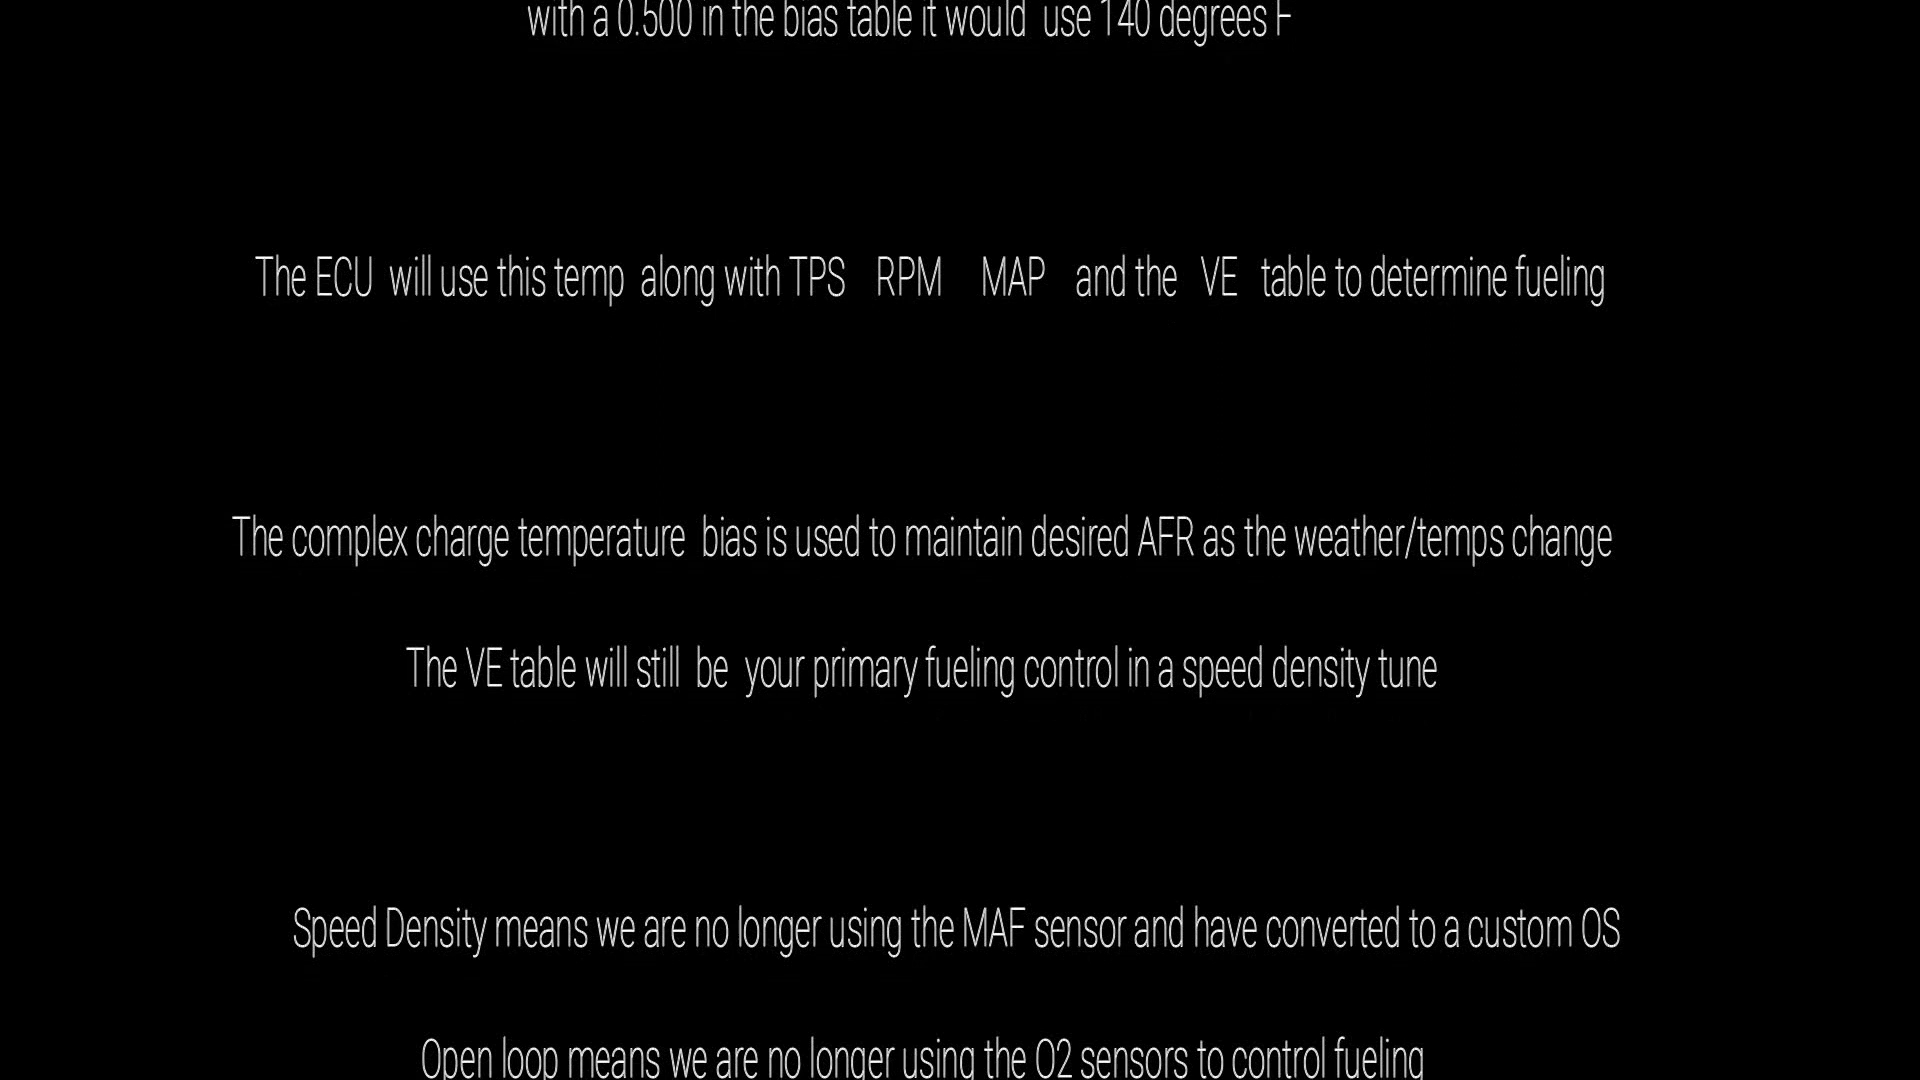 with a 0.500 in the bias table it would use 140 degrees F
The ECU will use this temp along with TPS RPM MAP and the VE table to determine fueling
The complex charge temperature bias is used to maintain desired AFR as the weather/temps change
The VE table will still be your primary fueling control in a speed density tune
Speed Density means we are no longer using the MAF sensor and have converted to a custom OS
Open loop means we are no longer using the O2 sensors to control fueling